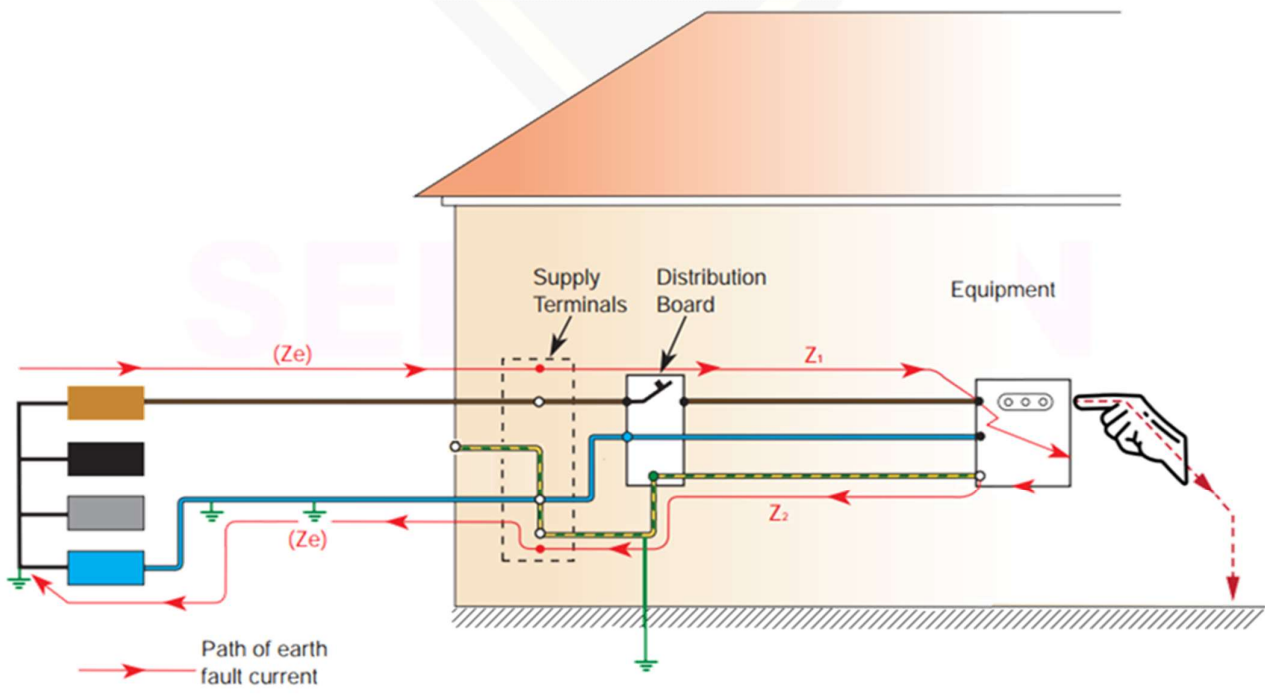 Supply
Terminals
Distribution
Board
Equipment
(Ze)
Z₁
Z₂
(Ze)
Path of earth
fault current